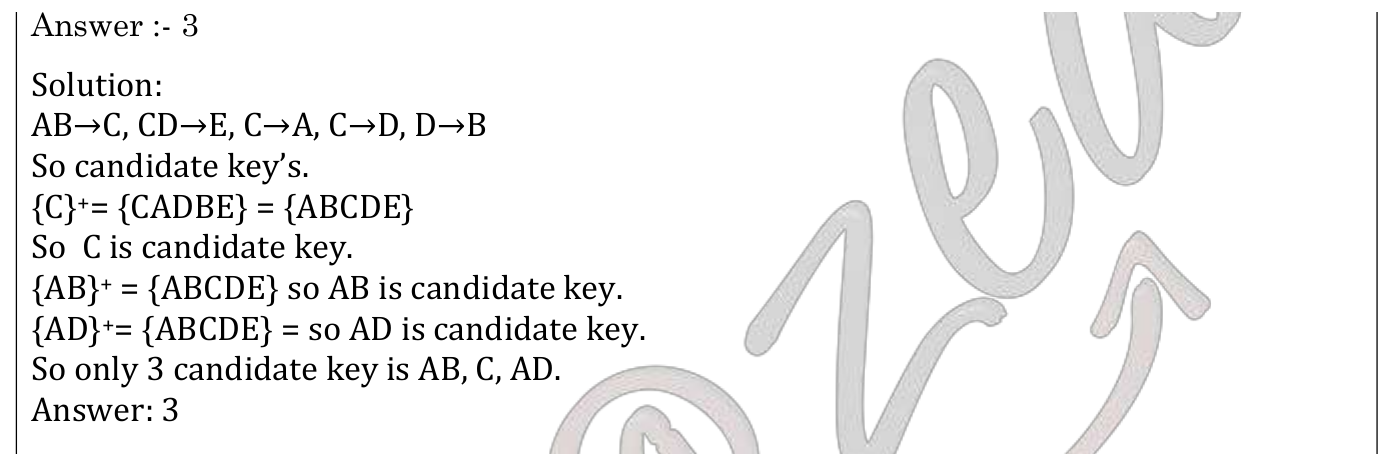 Answer :- 3
Solution:
AB→C, CD→E, C→A, C→D, D→B
So candidate key’s.
{C}⁺= {CADBE} = {ABCDE}
So C is candidate key.
{AB}⁺ = {ABCDE} so AB is candidate key.
{AD}⁺= {ABCDE} = so AD is candidate key.
So only 3 candidate key is AB, C, AD.
Answer: 3